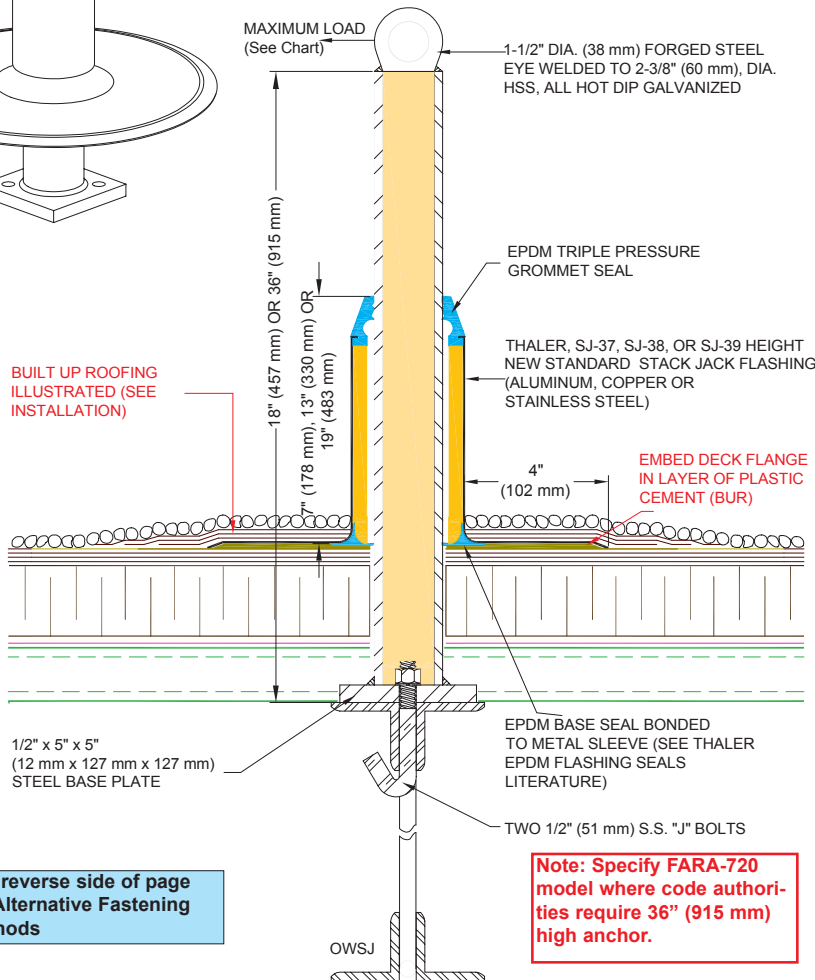 MAXIMUM LOAD
(See Chart)
1-1/2" DIA. (38 mm) FORGED STEEL
EYE WELDED TO 2-3/8" (60 mm), DIA.
HSS, ALL HOT DIP GALVANIZED
18" (457 mm) OR 36" (915 mm)
7" (178 mm), 13" (330 mm) OR
19" (483 mm)
EPDM TRIPLE PRESSURE
GROMMET SEAL
THALER, SJ-37, SJ-38, OR SJ-39 HEIGHT
NEW STANDARD STACK JACK FLASHING
(ALUMINUM, COPPER OR
STAINLESS STEEL)
BUILT UP ROOFING
ILLUSTRATED (SEE
INSTALLATION)
4"
(102 mm)
EMBED DECK FLANGE
IN LAYER OF PLASTIC
CEMENT (BUR)
1/2" x 5" x 5"
(12 mm x 127 mm x 127 mm)
STEEL BASE PLATE
EPDM BASE SEAL BONDED
TO METAL SLEEVE (SEE THALER
EPDM FLASHING SEALS
LITERATURE)
TWO 1/2" (51 mm) S.S. "J" BOLTS
reverse side of page
Alternative Fastening
OWSJ
Note: Specify FARA-720
model where code authori-
ties require 36” (915 mm)
high anchor.